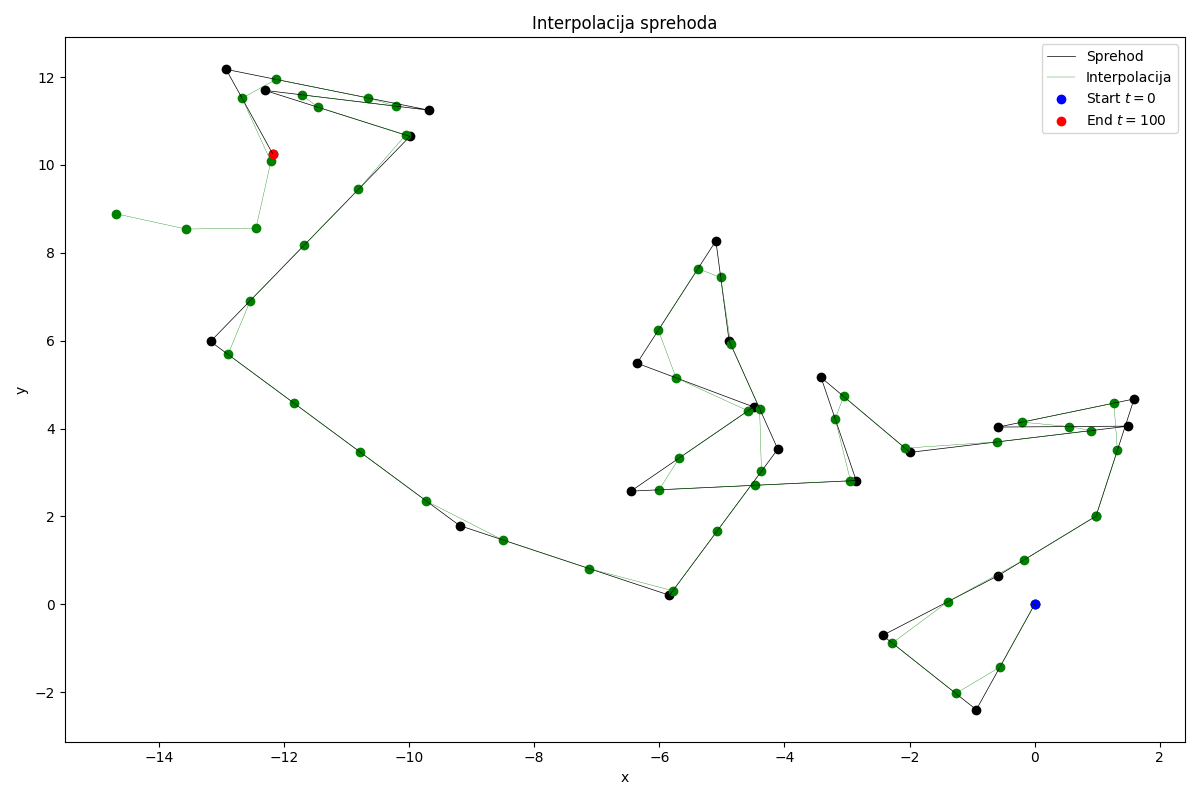 Interpolacija sprehoda
Sprehod
Interpolacija
Start t = 0
End t = 100
12
10
8
6
4
2
0
−2
y
−14
−12
−10
−8
−6
−4
−2
0
2
x